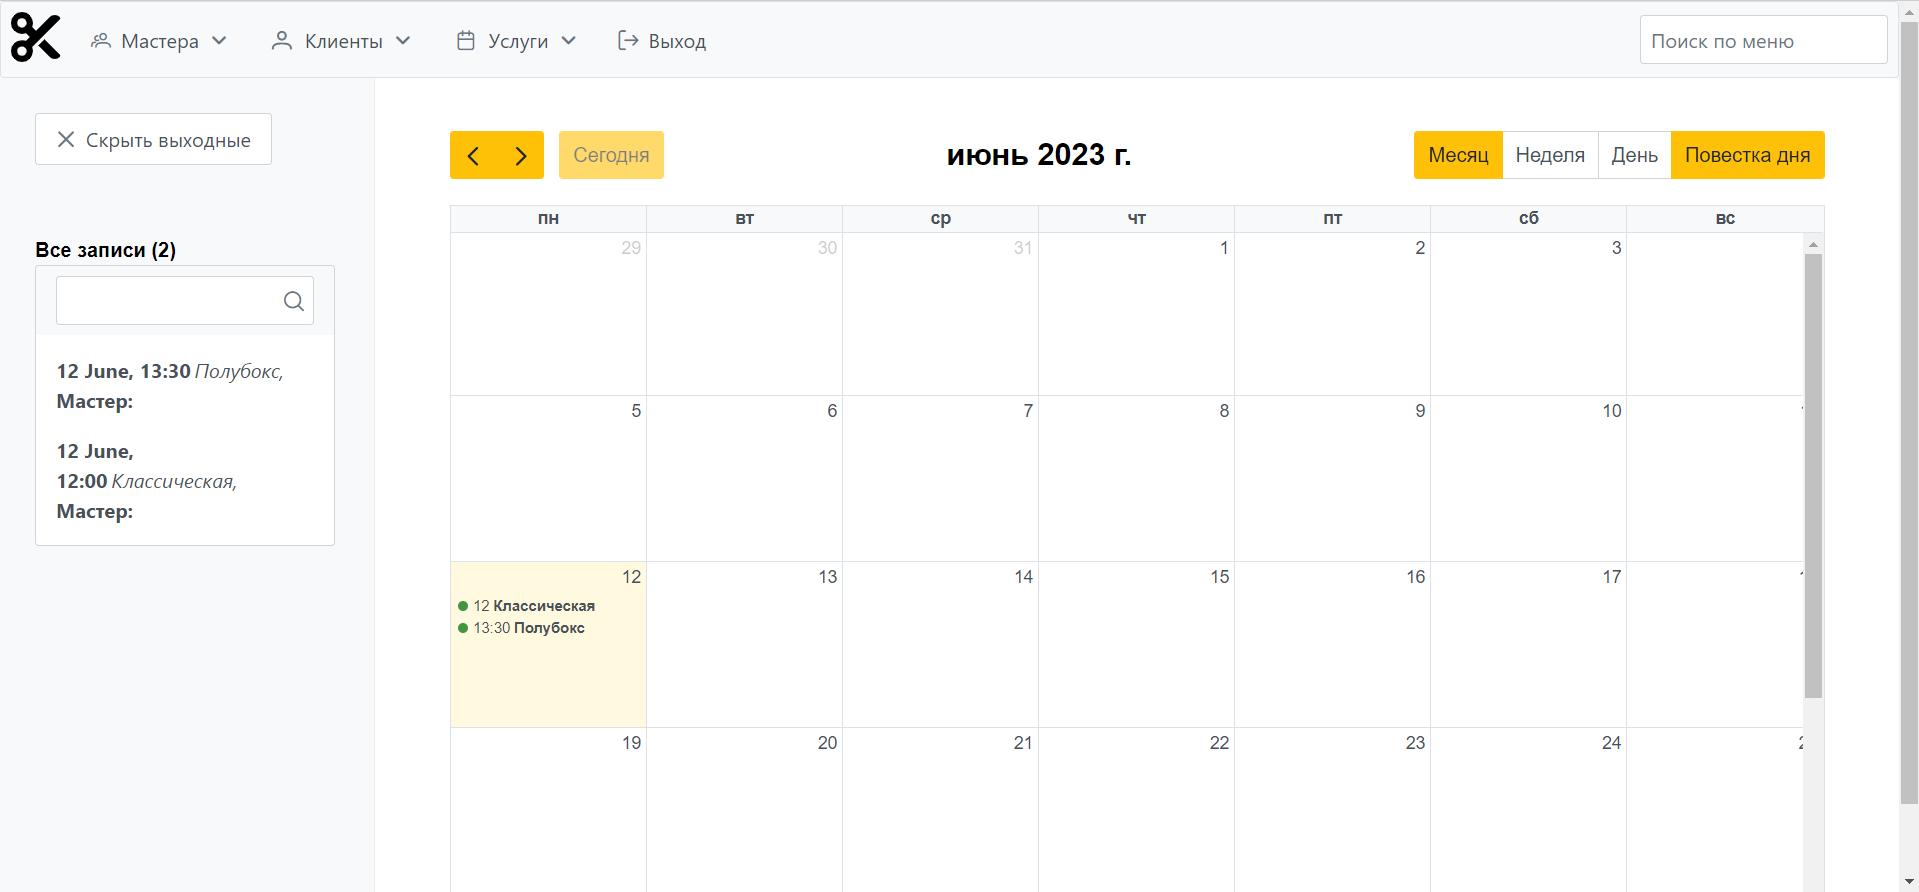 Мастера
Клиенты
Услуги
Выход
Поиск по меню
Скрыть выходные
Все записи (2)
12 June, 13:30 Полубокс,
Мастер:
12 June,
12:00 Классическая,
Мастер:
Сегодня
июнь 2023 г.
Месяц
Неделя
День
Повестка дня
пн вт ср чт пт сб вс
29 30 31 1 2 3
5 6 7 8 9 10
12 13 14 15 16 17
12 Классическая
13:30 Полубокс
19 20 21 22 23 24